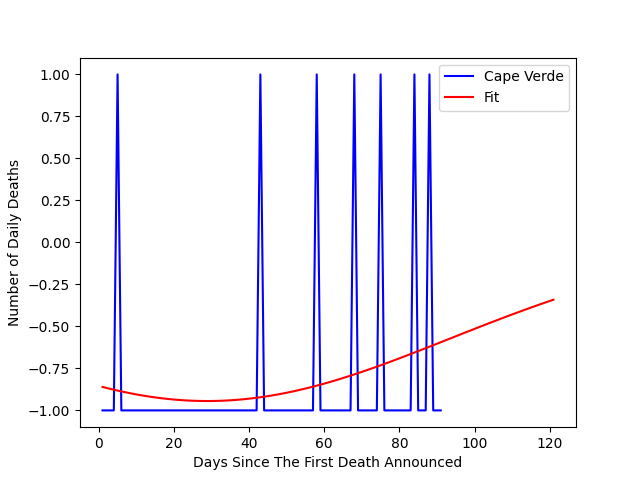 Cape Verde
Fit
1.00
0.75
0.50
0.25
0.00
−0.25
−0.50
−0.75
−1.00
Number of Daily Deaths
0 20 40 60 80 100 120
Days Since The First Death Announced